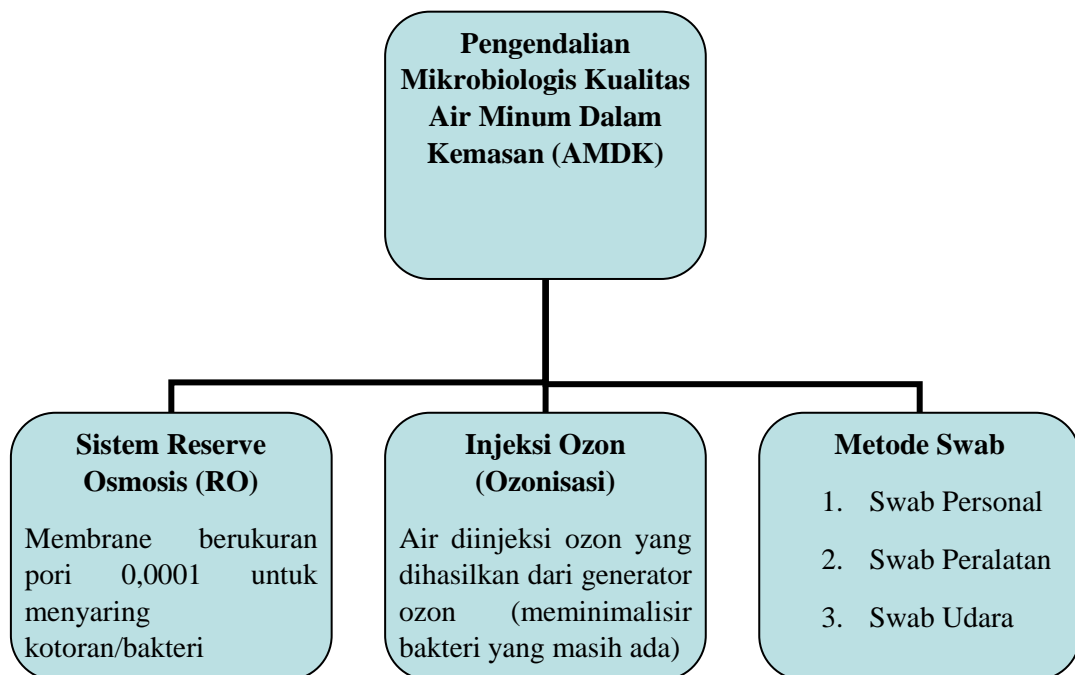 Pengendalian
Mikrobiologis Kualitas
Air Minum Dalam
Kemasan (AMDK)
Sistem Reserve
Osmosis (RO)
Membrane berukuran
pori 0,0001 untuk
menyaring
kotoran/bakteri
Injeksi Ozon
(Ozonisasi)
Air diinjeksi ozon yang
dihasilkan dari generator
ozon (meminimalisir
bakteri yang masih ada)
Metode Swab
1. Swab Personal
2. Swab Peralatan
3. Swab Udara